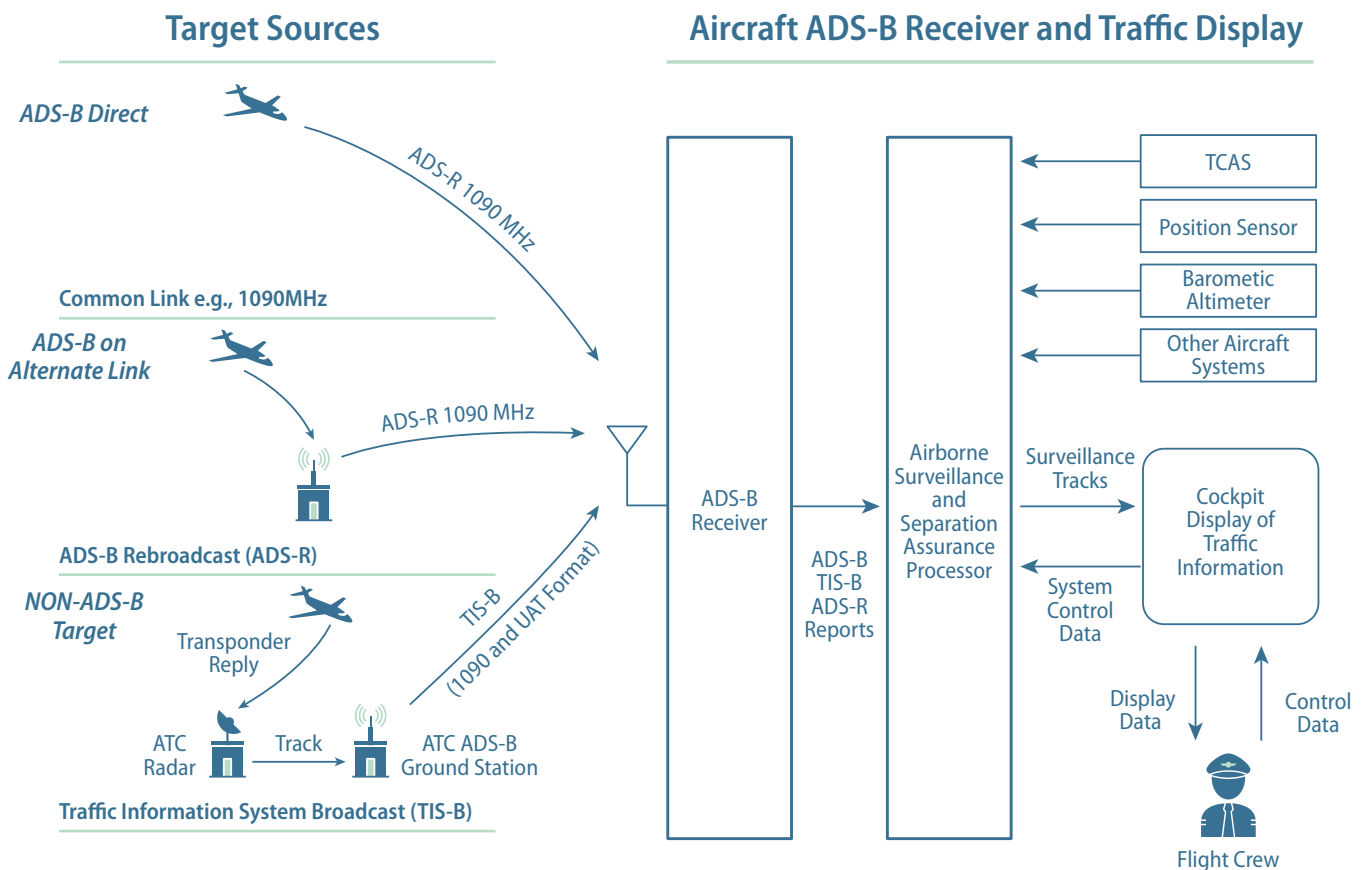 Target Sources
Aircraft ADS-B Receiver and Traffic Display
ADS-B Direct
ADS-R 1090 MHz
Common Link e.g., 1090MHz
ADS-B on
Alternate Link
ADS-R 1090 MHz
ADS-B Rebroadcast (ADS-R)
NON-ADS-B
Target
Transponder
Reply
TIS-B
(1090 and UAT Format)
ATC
Radar
Track
ATC ADS-B
Ground Station
Traffic Information System Broadcast (TIS-B)
ADS-B
Receiver
ADS-B
TIS-B
ADS-R
Reports
Airborne
Surveillance
and
Separation
Assurance
Processor
TCAS
Position Sensor
Barometic
Altimeter
Other Aircraft
Systems
Surveillance
Tracks
System
Control
Data
Cockpit
Display of
Traffic
Information
Display
Data
Control
Data
Flight Crew